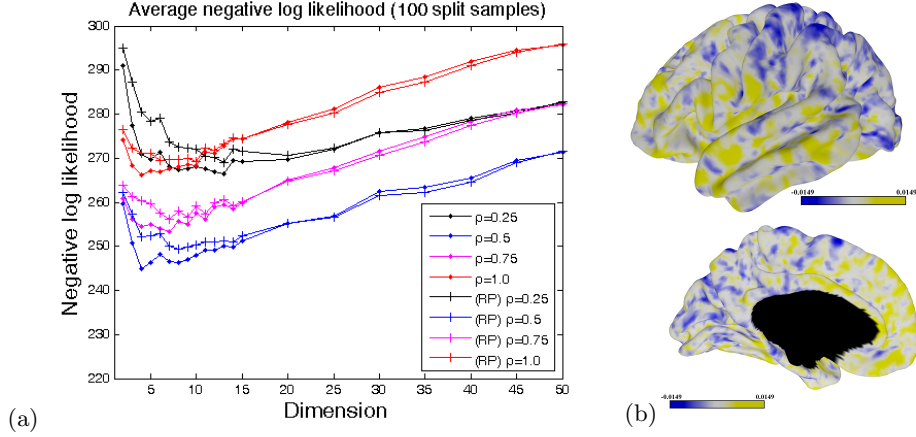 Average negative log likelihood (100 split samples)
Negative log likelihood
300
290
280
270
260
250
240
230
220
5 10 15 20 25 30 35 40 45 50
Dimension
ρ=0.25
ρ=0.5
ρ=0.75
ρ=1.0
(RP) ρ=0.25
(RP) ρ=0.5
(RP) ρ=0.75
(RP) ρ=1.0
(a)
-0.0149 0.0149
-0.0149 0.0149
(b)